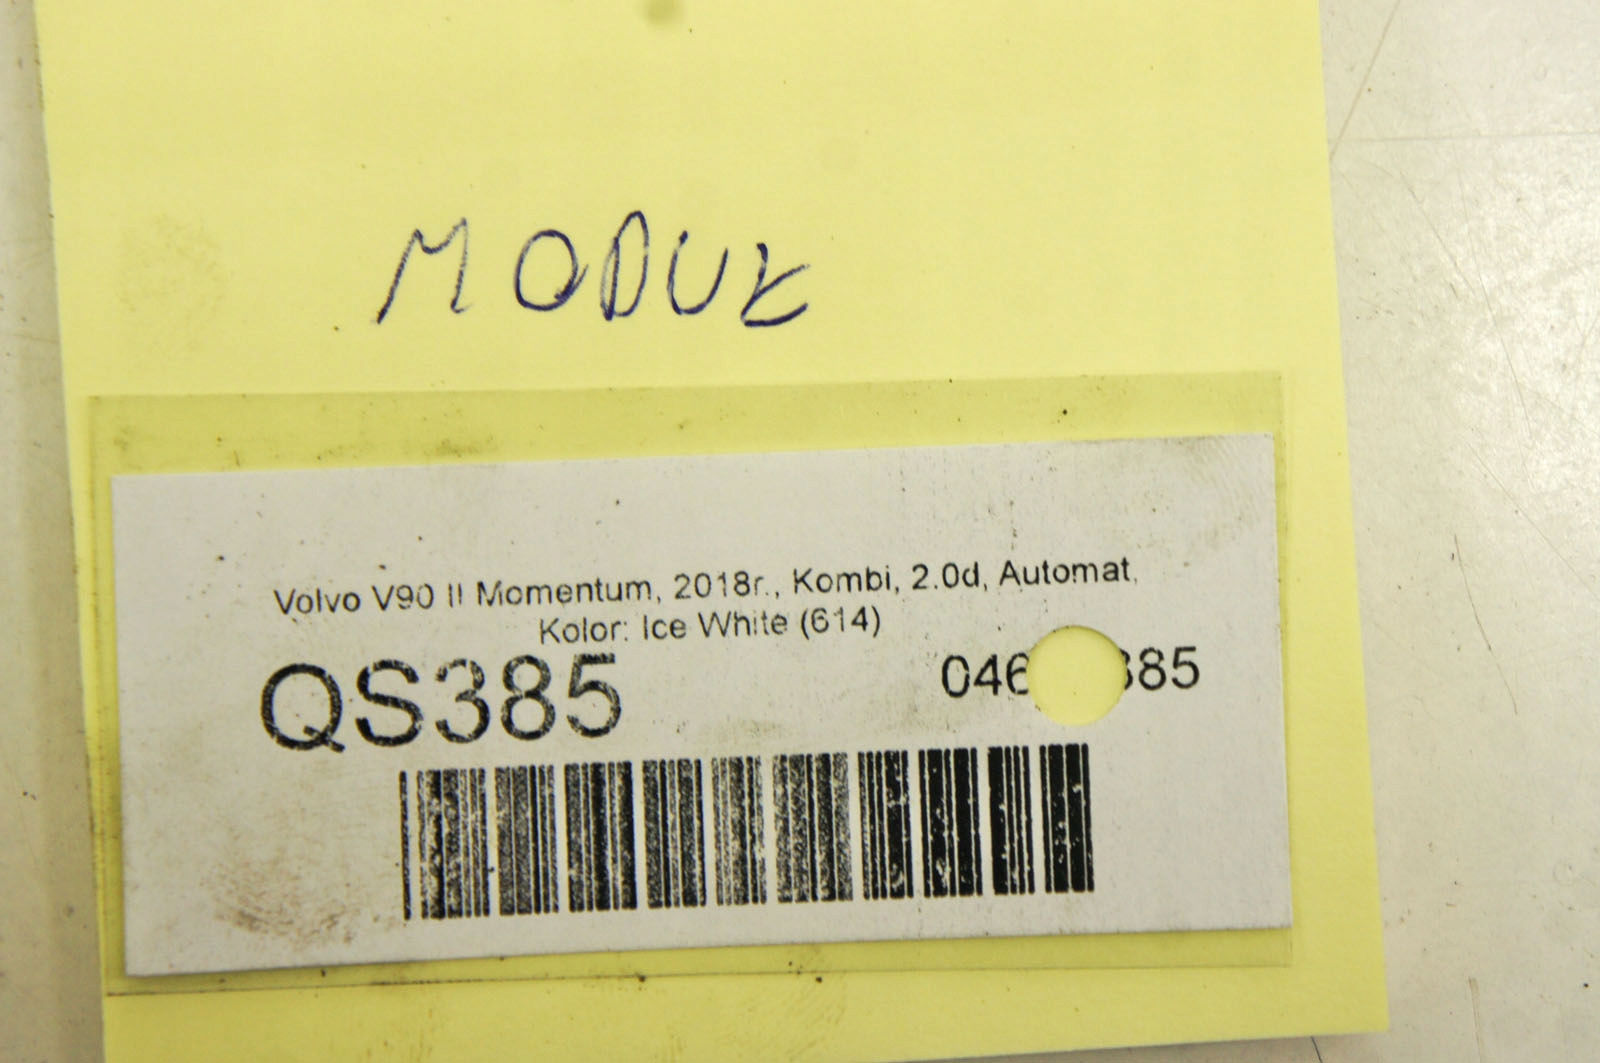 MODUŁ
Volvo V90 II Momentum, 2018r., Kombi, 2.0d, Automat,
Kolor: Ice White (614)
QS385